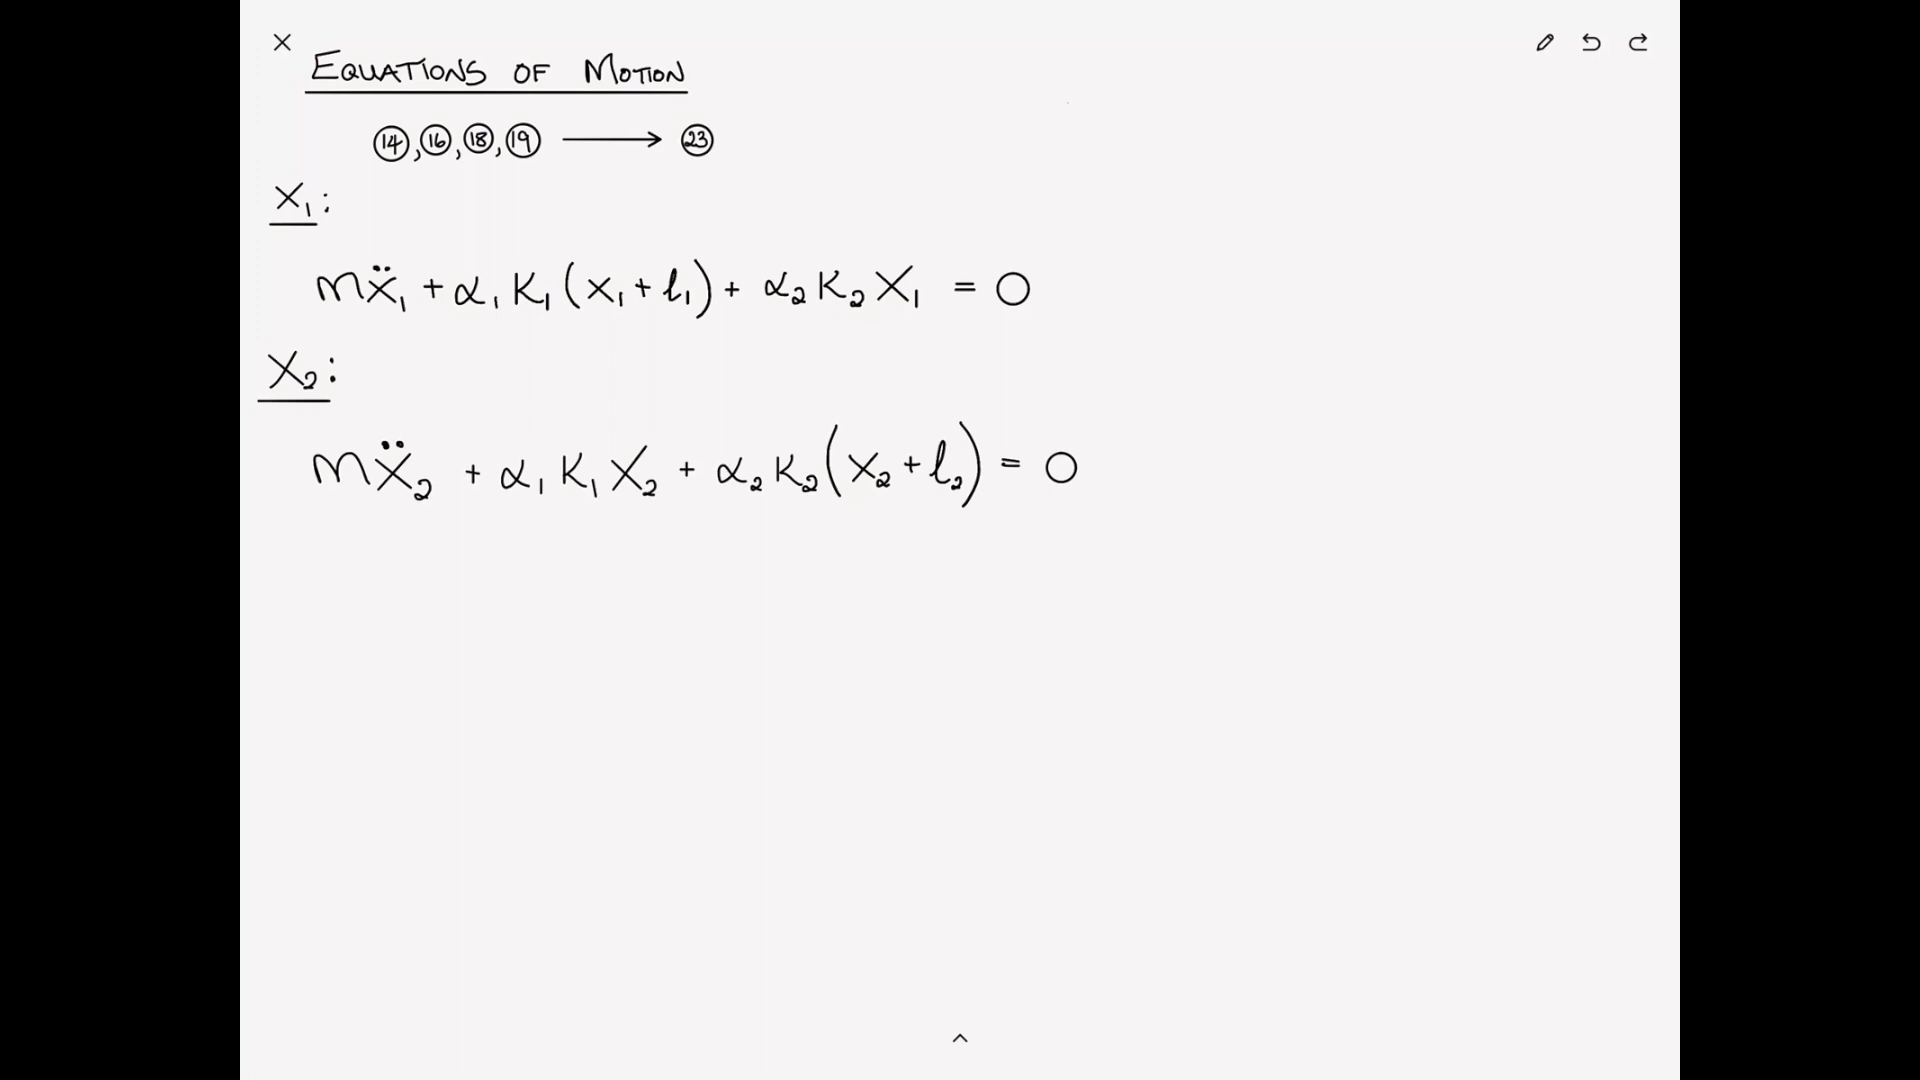 EQUATIONS OF MOTION
⑭,⑯,⑱,⑲ ⟶ ㉓
X₁:
mẍ₁ + α₁K₁(x₁+l₁) + α₂K₂X₁ = 0
X₂:
mẍ₂ + α₁K₁X₂ + α₂K₂(X₂+l₂) = 0